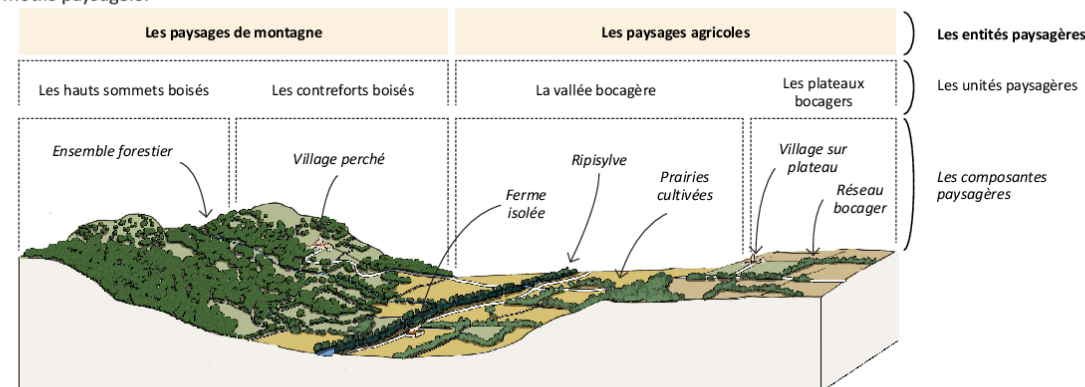 Les paysages de montagne
Les paysages agricoles
Les entités paysagères
Les hauts sommets boisés
Les contreforts boisés
La vallée bocagère
Les plateaux
bocagers
Les unités paysagères
Ensemble forestier
Village perché
Ferme
isolée
Ripisylve
Prairies
cultivées
Village sur
plateau
Réseau
bocager
Les composantes
paysagères